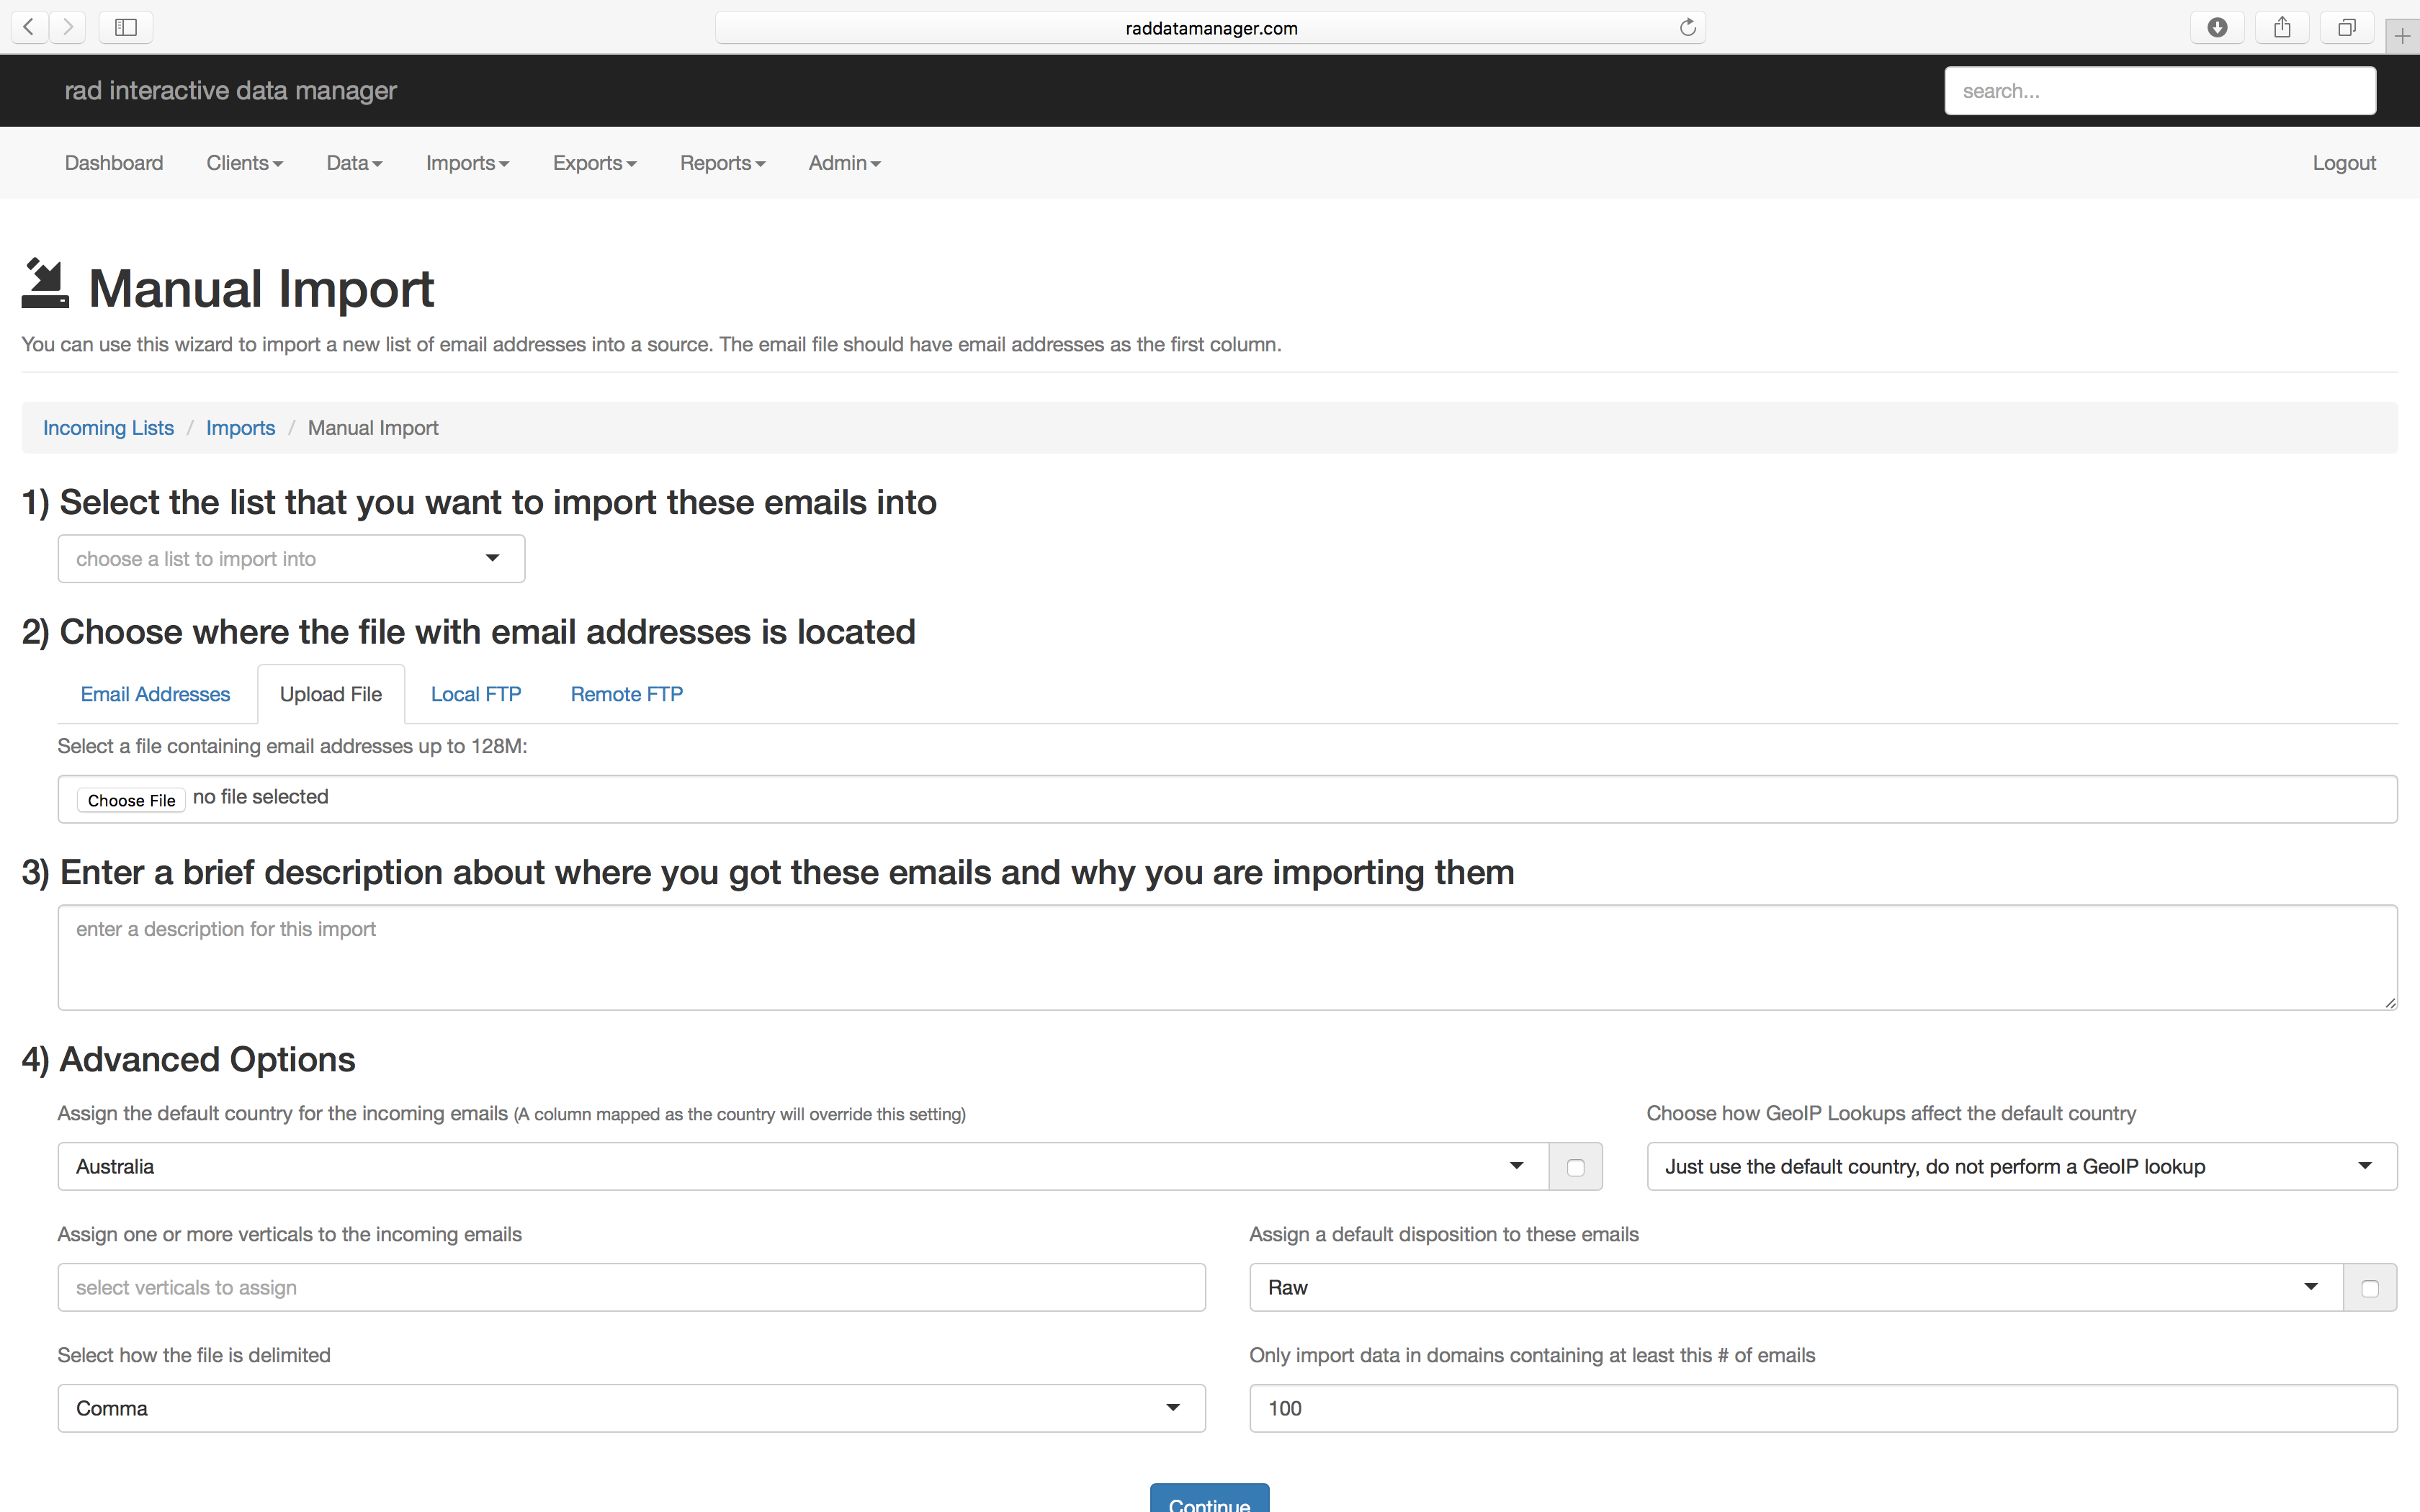 raddatamanager.com
rad interactive data manager
search...
Dashboard Clients Data Imports Exports Reports Admin Logout
Manual Import
You can use this wizard to import a new list of email addresses into a source. The email file should have email addresses as the first column.
Incoming Lists / Imports / Manual Import
1) Select the list that you want to import these emails into
choose a list to import into
2) Choose where the file with email addresses is located
Email Addresses Upload File Local FTP Remote FTP
Select a file containing email addresses up to 128M:
Choose File no file selected
3) Enter a brief description about where you got these emails and why you are importing them
enter a description for this import
4) Advanced Options
Assign the default country for the incoming emails (A column mapped as the country will override this setting)
Choose how GeoIP Lookups affect the default country
Australia
Just use the default country, do not perform a GeoIP lookup
Assign one or more verticals to the incoming emails
Assign a default disposition to these emails
select verticals to assign
Raw
Select how the file is delimited
Only import data in domains containing at least this # of emails
Comma
100
Continue